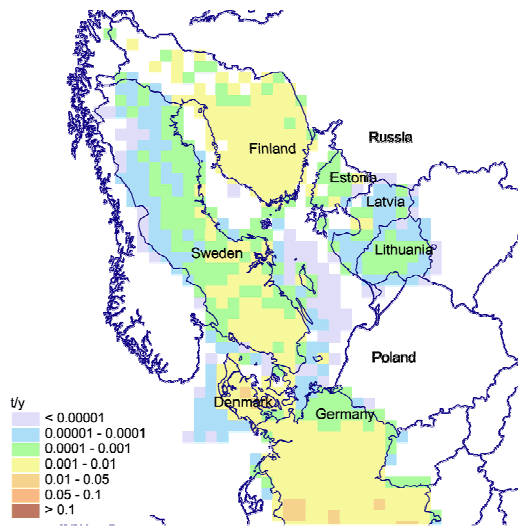 Finland
Russia
Estonia
Latvia
Sweden
Lithuania
Poland
Denmark
Germany
t/y
< 0.00001
0.00001 - 0.0001
0.0001 - 0.001
0.001 - 0.01
0.01 - 0.05
0.05 - 0.1
> 0.1